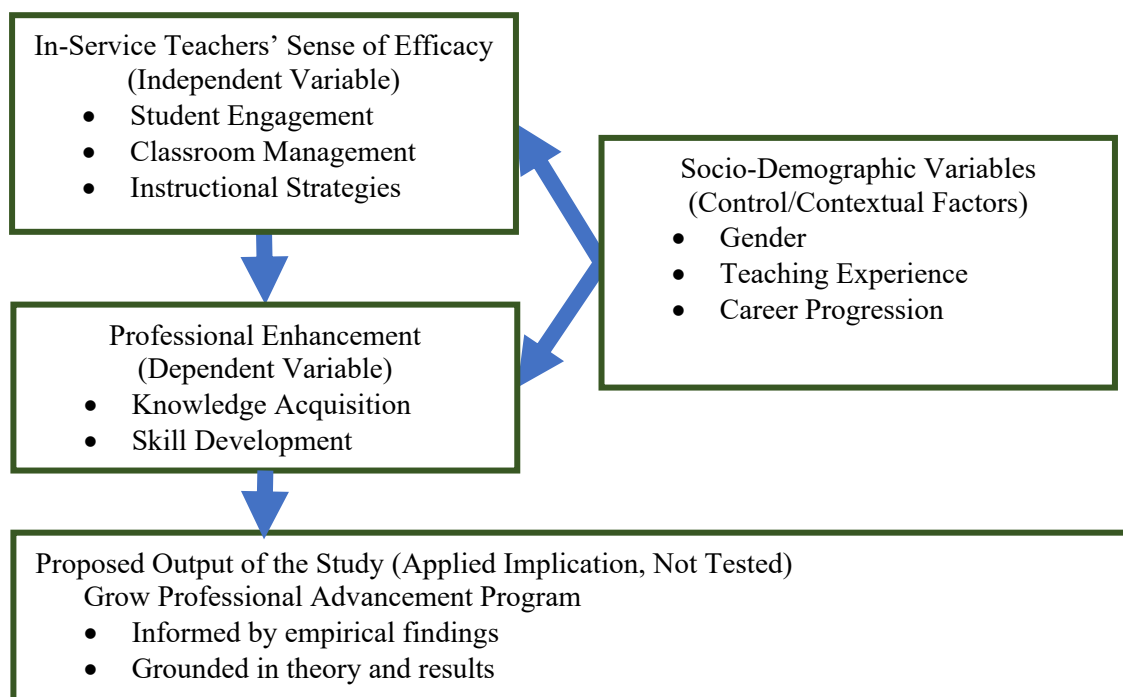 In-Service Teachers’ Sense of Efficacy
(Independent Variable)
• Student Engagement
• Classroom Management
• Instructional Strategies
Socio-Demographic Variables
(Control/Contextual Factors)
• Gender
• Teaching Experience
• Career Progression
Professional Enhancement
(Dependent Variable)
• Knowledge Acquisition
• Skill Development
Proposed Output of the Study (Applied Implication, Not Tested)
Grow Professional Advancement Program
• Informed by empirical findings
• Grounded in theory and results